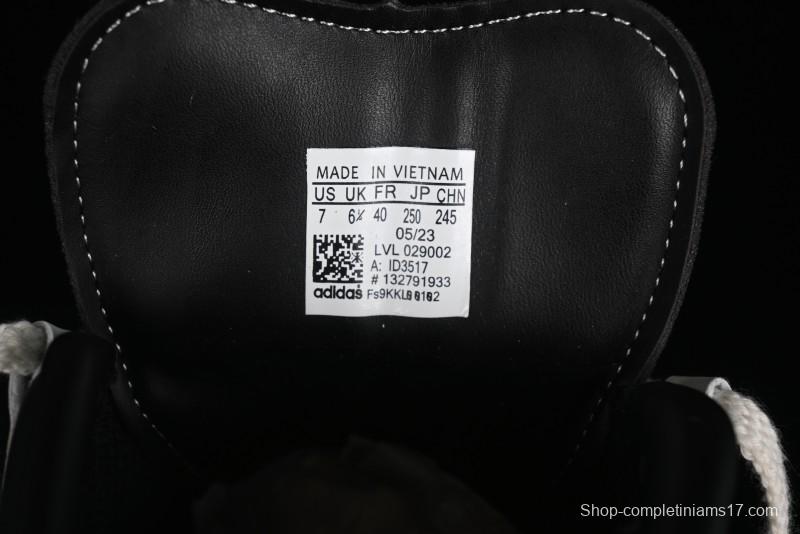 MADE IN VIETNAM
US UK FR JP CHN
7 6½ 40 250 245
05/23
LVL 029002
A: ID3517
# 132791933
adidas
Shop-completiniams17.com